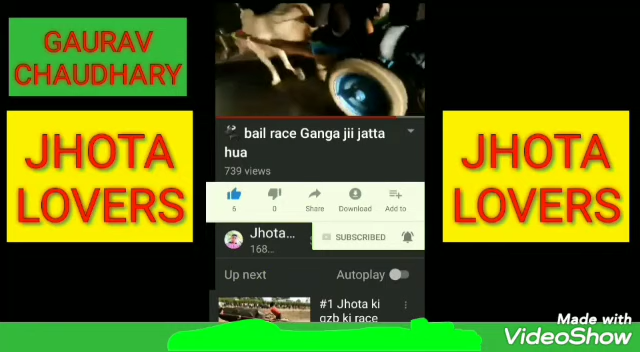 GAURAV
CHAUDHARY
JHOTA
LOVERS
bail race Ganga jii jatta
hua
739 views
6
0
Share
Download
Add to
Jhota...
168...
SUBSCRIBED
Up next
Autoplay
#1 Jhota ki
gzb ki race
JHOTA
LOVERS
Made with
VideoShow